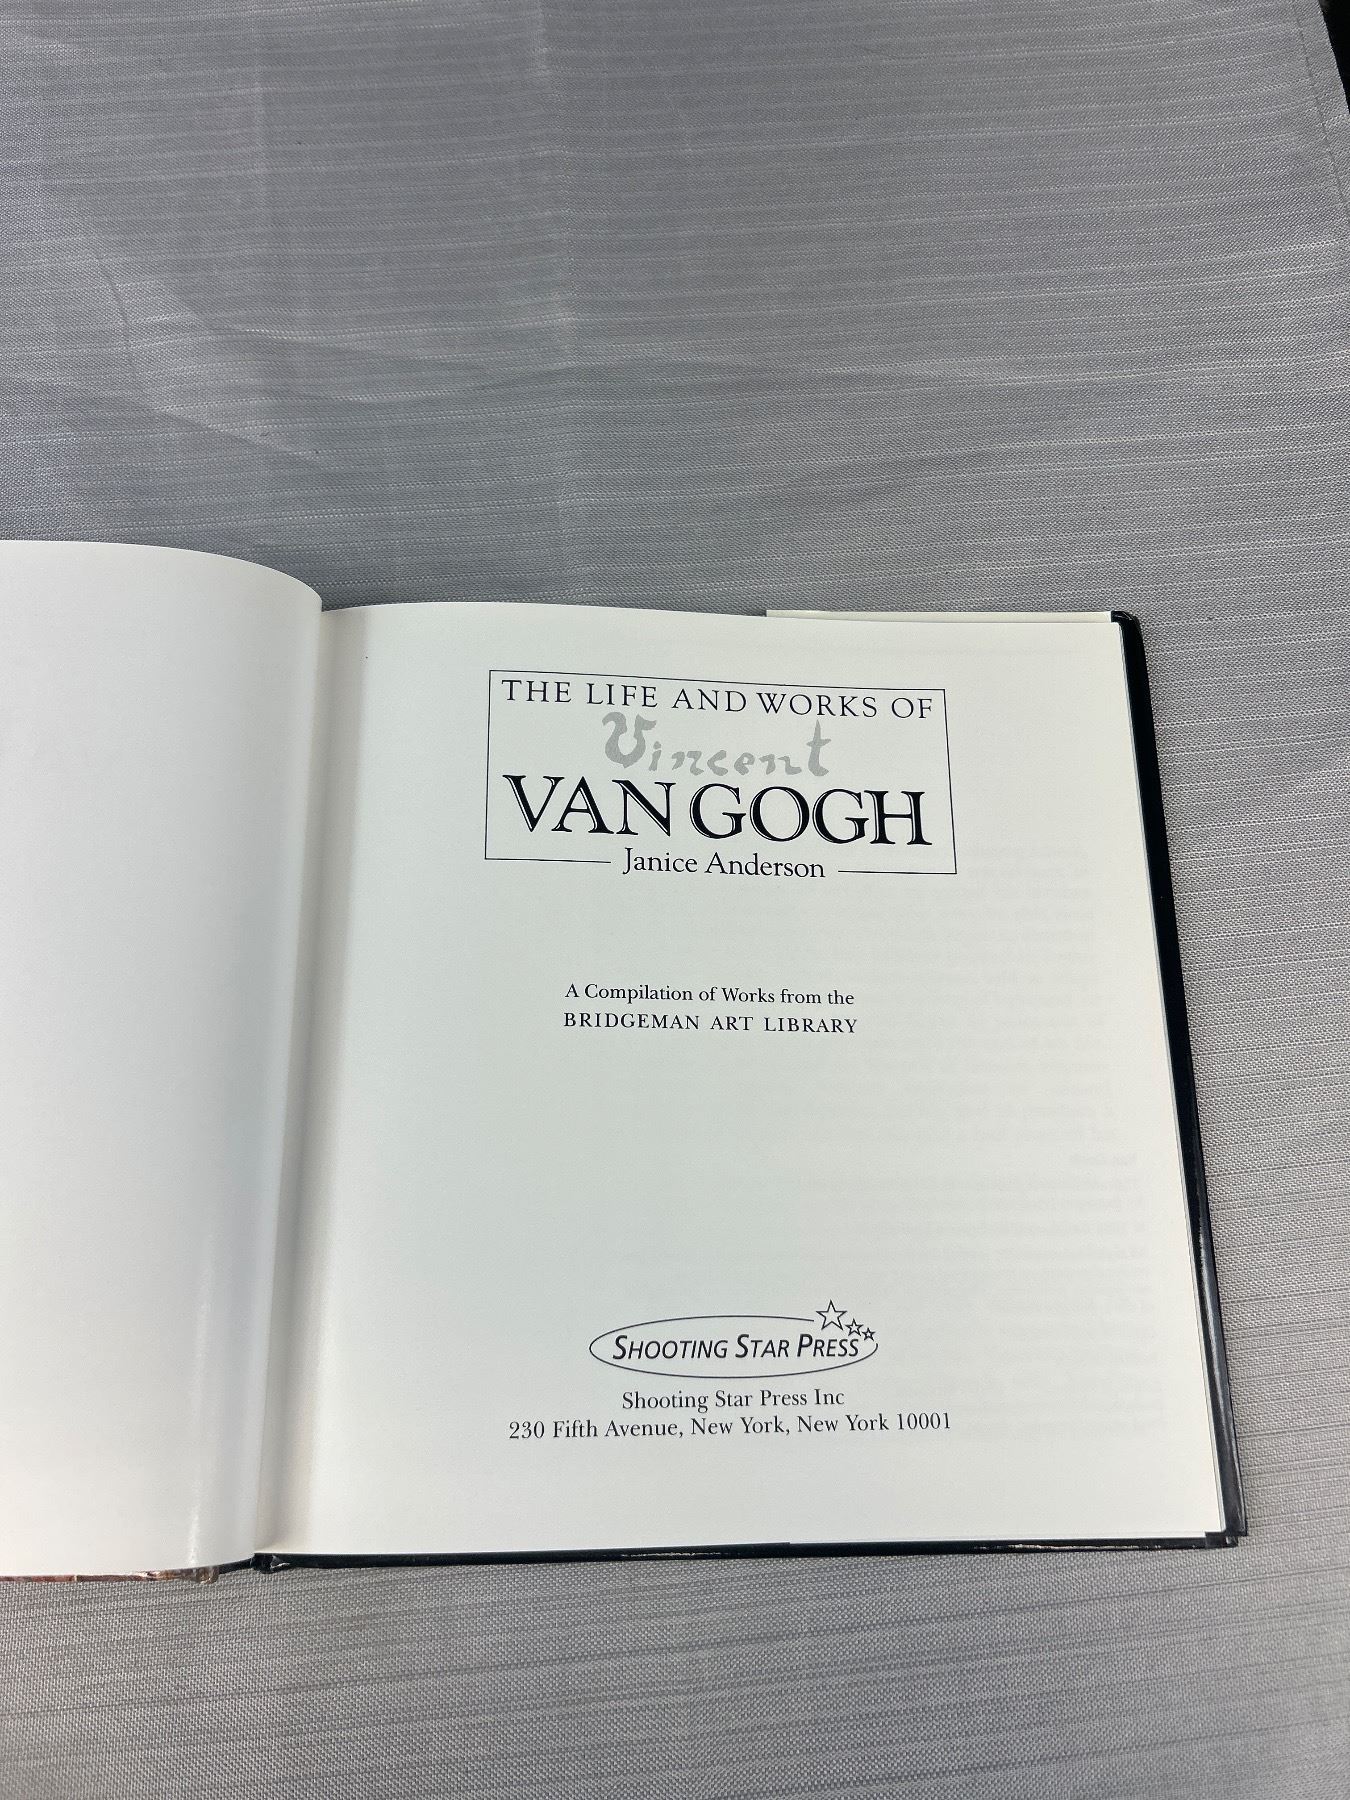 THE LIFE AND WORKS OF
Vincent
VAN GOGH
Janice Anderson
A Compilation of Works from the
BRIDGEMAN ART LIBRARY
SHOOTING STAR PRESS
Shooting Star Press Inc
230 Fifth Avenue, New York, New York 10001